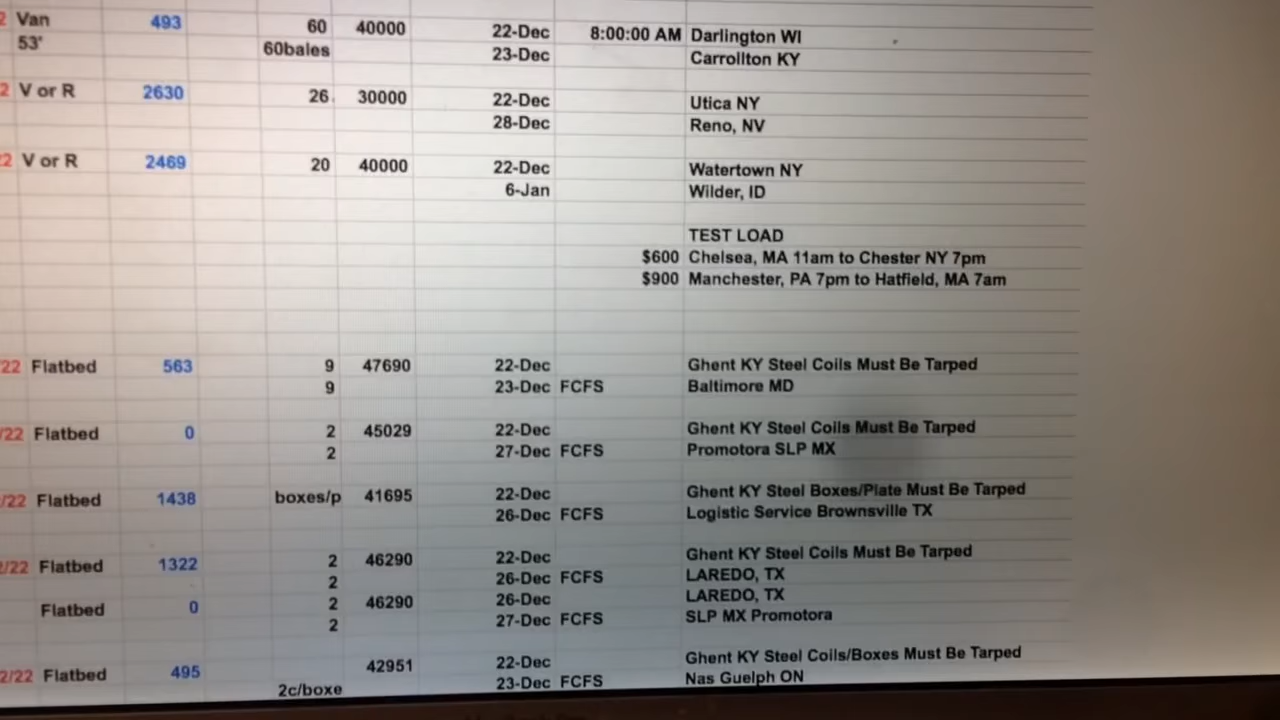 2 Van 493 60 40000 22-Dec 8:00:00 AM Darlington WI
53' 60bales 23-Dec Carrollton KY
2 V or R 2630 26 30000 22-Dec Utica NY
28-Dec Reno, NV
22 V or R 2469 20 40000 22-Dec Watertown NY
6-Jan Wilder, ID
TEST LOAD
$600 Chelsea, MA 11am to Chester NY 7pm
$900 Manchester, PA 7pm to Hatfield, MA 7am
22 Flatbed 563 9 47690 22-Dec Ghent KY Steel Coils Must Be Tarped
9 23-Dec FCFS Baltimore MD
/22 Flatbed 0 2 45029 22-Dec Ghent KY Steel Coils Must Be Tarped
2 27-Dec FCFS Promotora SLP MX
/22 Flatbed 1438 boxes/p 41695 22-Dec Ghent KY Steel Boxes/Plate Must Be Tarped
26-Dec FCFS Logistic Service Brownsville TX
2/22 Flatbed 1322 2 46290 22-Dec Ghent KY Steel Coils Must Be Tarped
2 26-Dec FCFS LAREDO, TX
Flatbed 0 2 46290 26-Dec LAREDO, TX
2 27-Dec FCFS SLP MX Promotora
2/22 Flatbed 495 42951 22-Dec Ghent KY Steel Coils/Boxes Must Be Tarped
2c/boxe 23-Dec FCFS Nas Guelph ON